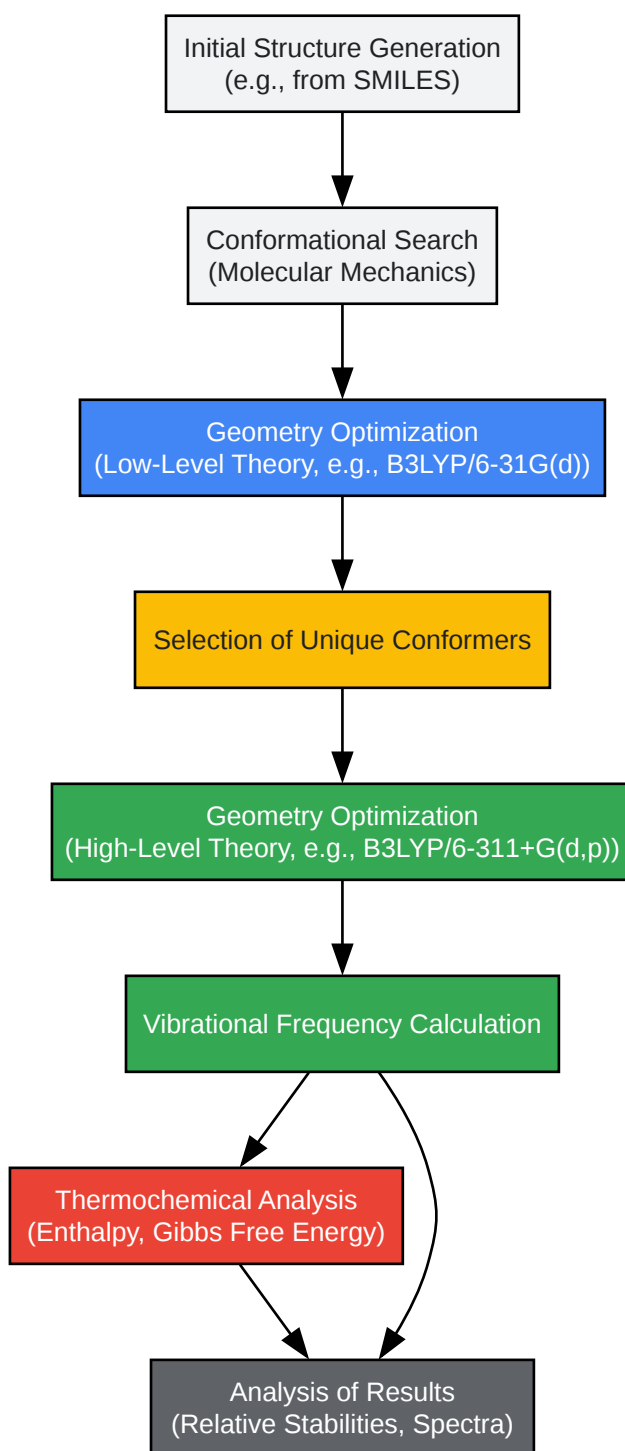 Initial Structure Generation
(e.g., from SMILES)
Conformational Search
(Molecular Mechanics)
Geometry Optimization
(Low-Level Theory, e.g., B3LYP/6-31G(d))
Selection of Unique Conformers
Geometry Optimization
(High-Level Theory, e.g., B3LYP/6-311+G(d,p))
Vibrational Frequency Calculation
Thermochemical Analysis
(Enthalpy, Gibbs Free Energy)
Analysis of Results
(Relative Stabilities, Spectra)